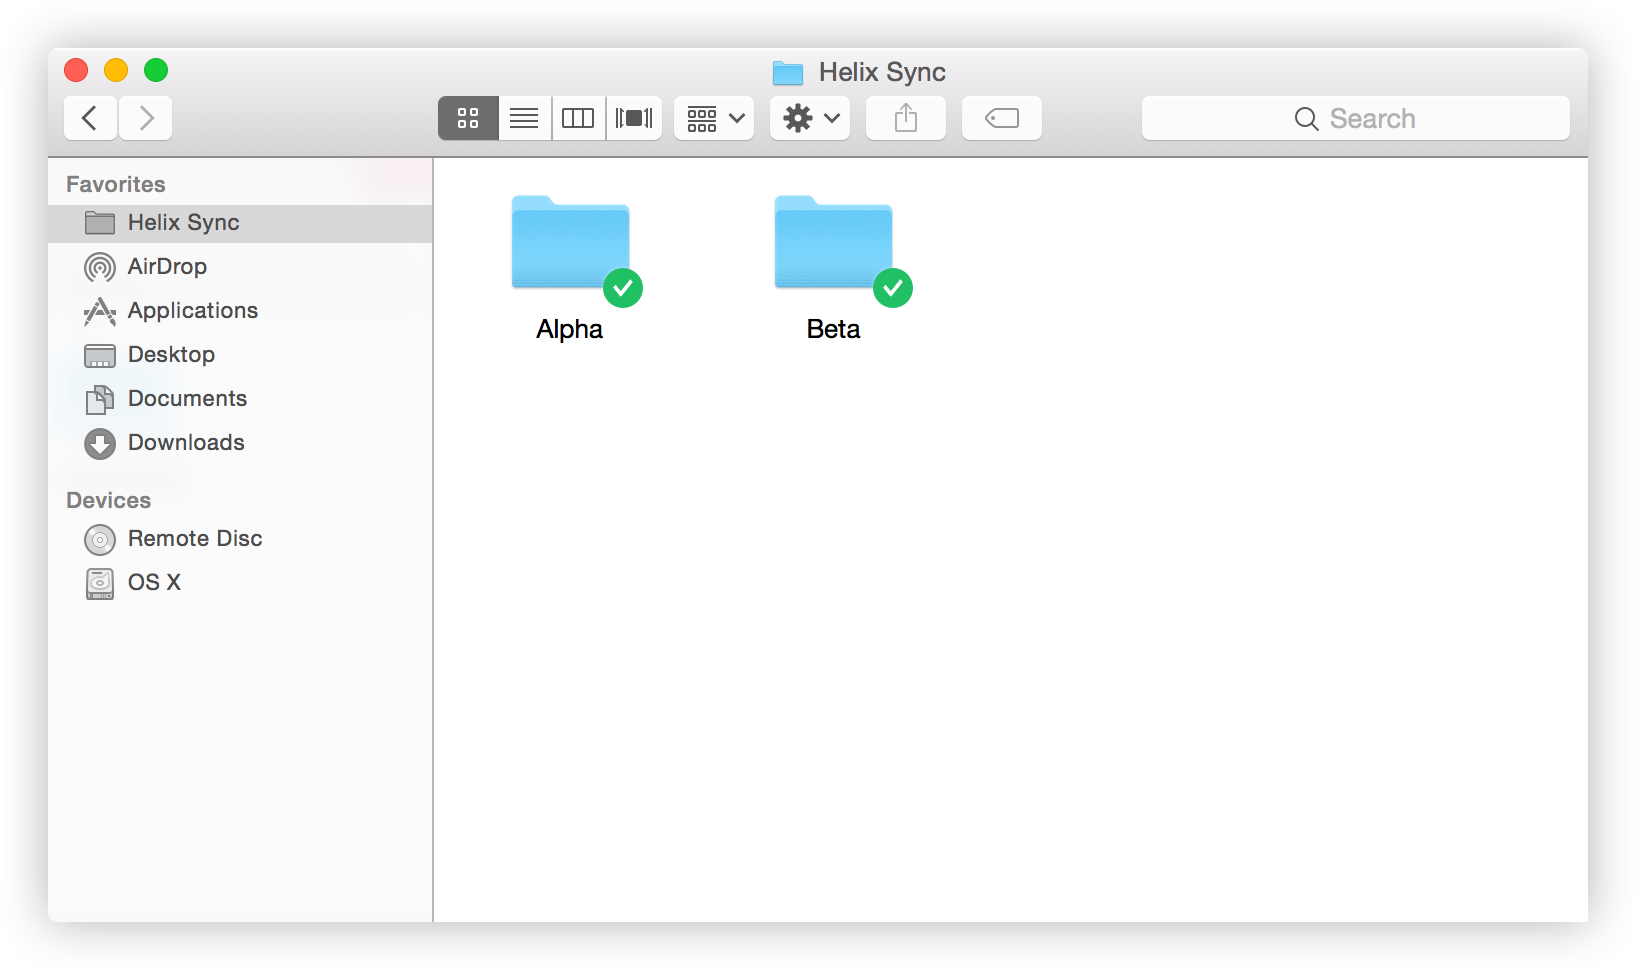 Helix Sync
Search
Favorites
Helix Sync
AirDrop
Applications
Desktop
Documents
Downloads
Devices
Remote Disc
OS X
Alpha
Beta